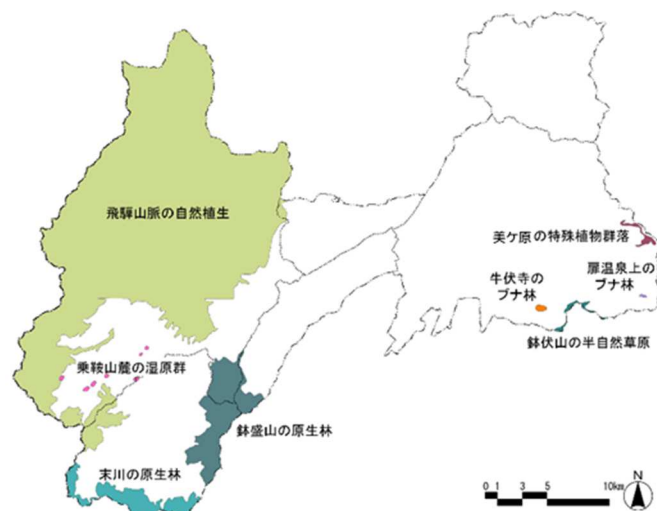 飛騨山脈の自然植生
美ケ原の特殊植物群落
扉温泉上の
ブナ林
牛伏寺の
ブナ林
鉢伏山の半自然草原
乗鞍山麓の湿原群
鉢盛山の原生林
末川の原生林
0 1 3 5 10km
N